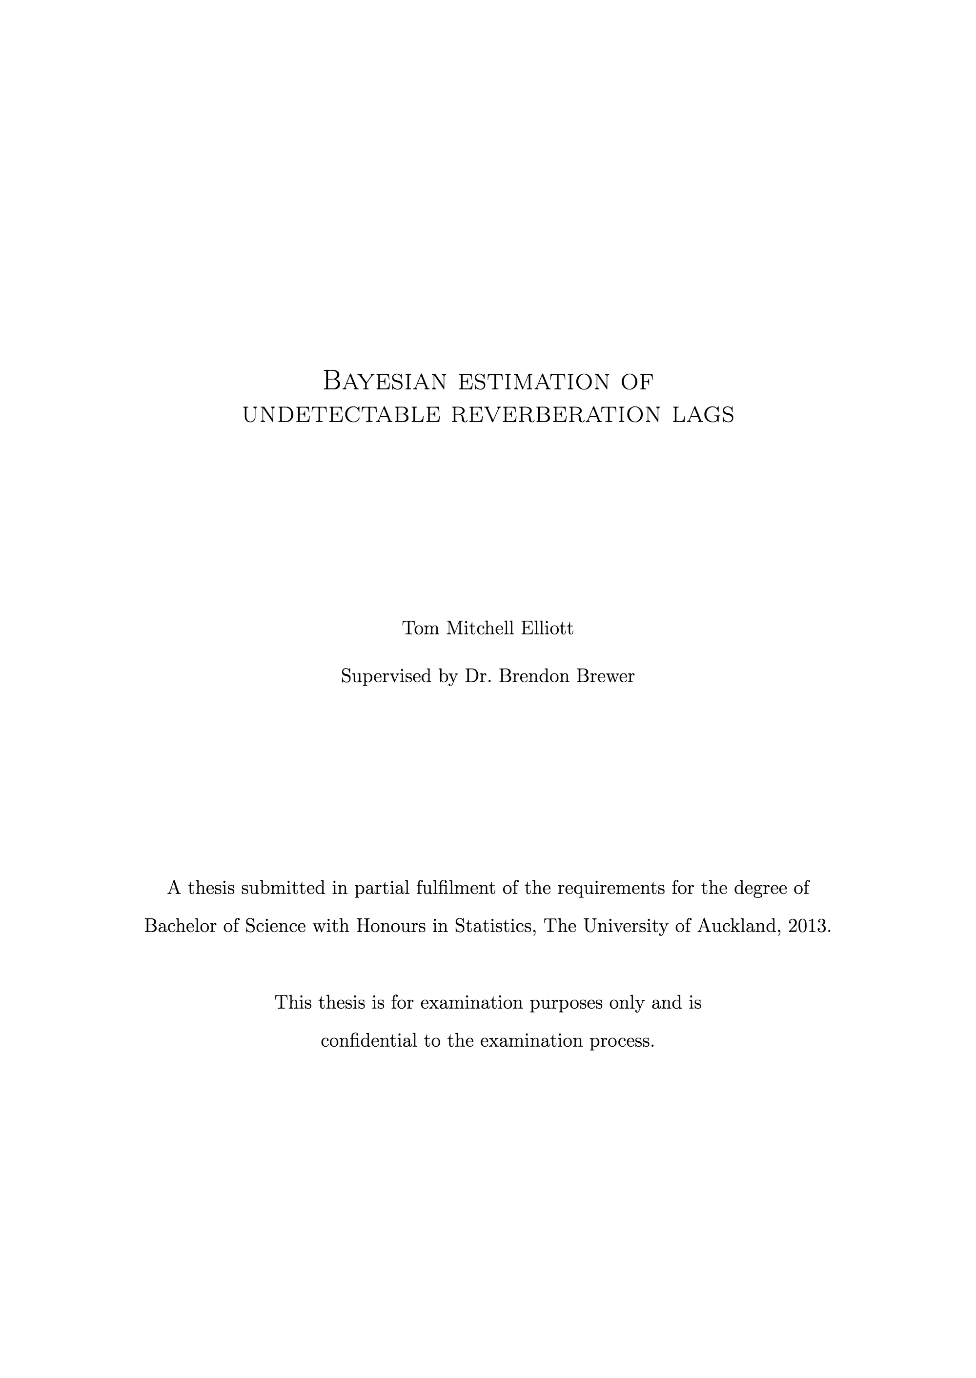 Bayesian estimation of
undetectable reverberation lags
Tom Mitchell Elliott
Supervised by Dr. Brendon Brewer
A thesis submitted in partial fulfilment of the requirements for the degree of
Bachelor of Science with Honours in Statistics, The University of Auckland, 2013.
This thesis is for examination purposes only and is
confidential to the examination process.